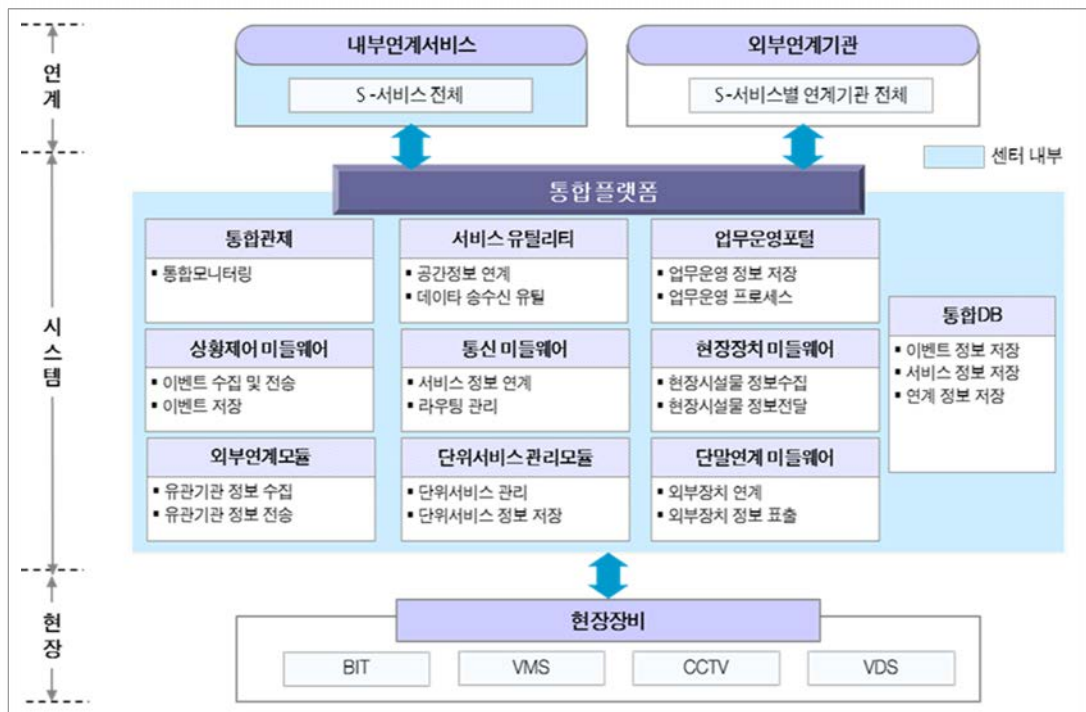 연계
내부연계서비스
S-서비스 전체
외부연계기관
S-서비스별 연계기관 전체
센터 내부
시스템
통합 플랫폼
통합관제
▪ 통합모니터링
서비스 유틸리티
▪ 공간정보 연계
▪ 데이타 송수신 유틸
업무운영포털
▪ 업무운영 정보 저장
▪ 업무운영 프로세스
상황제어 미들웨어
▪ 이벤트 수집 및 전송
▪ 이벤트 저장
통신 미들웨어
▪ 서비스 정보 연계
▪ 라우팅 관리
현장장치 미들웨어
▪ 현장시설물 정보수집
▪ 현장시설물 정보전달
외부연계모듈
▪ 유관기관 정보 수집
▪ 유관기관 정보 전송
단위서비스 관리모듈
▪ 단위서비스 관리
▪ 단위서비스 정보 저장
단말연계 미들웨어
▪ 외부장치 연계
▪ 외부장치 정보 표출
통합DB
▪ 이벤트 정보 저장
▪ 서비스 정보 저장
▪ 연계 정보 저장
현장
현장장비
BIT
VMS
CCTV
VDS